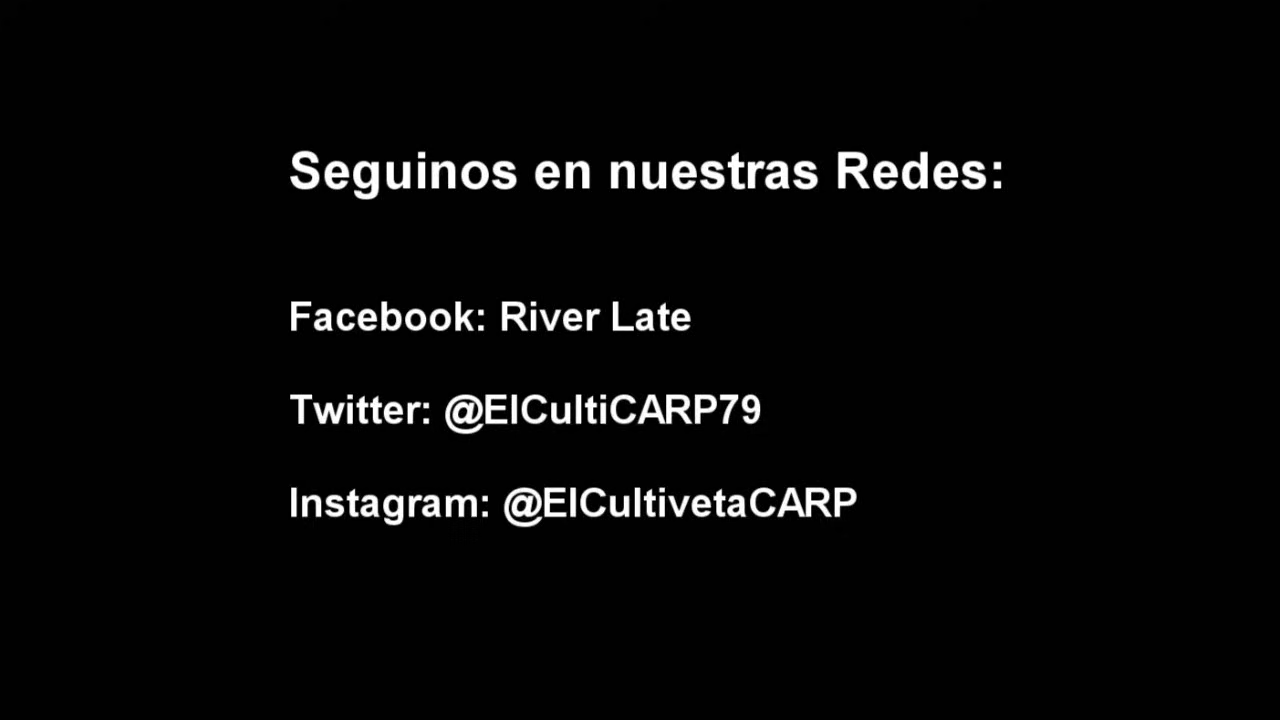 Seguinos en nuestras Redes:
Facebook: River Late
Twitter: @ElCultiCARP79
Instagram: @ElCultivetaCARP